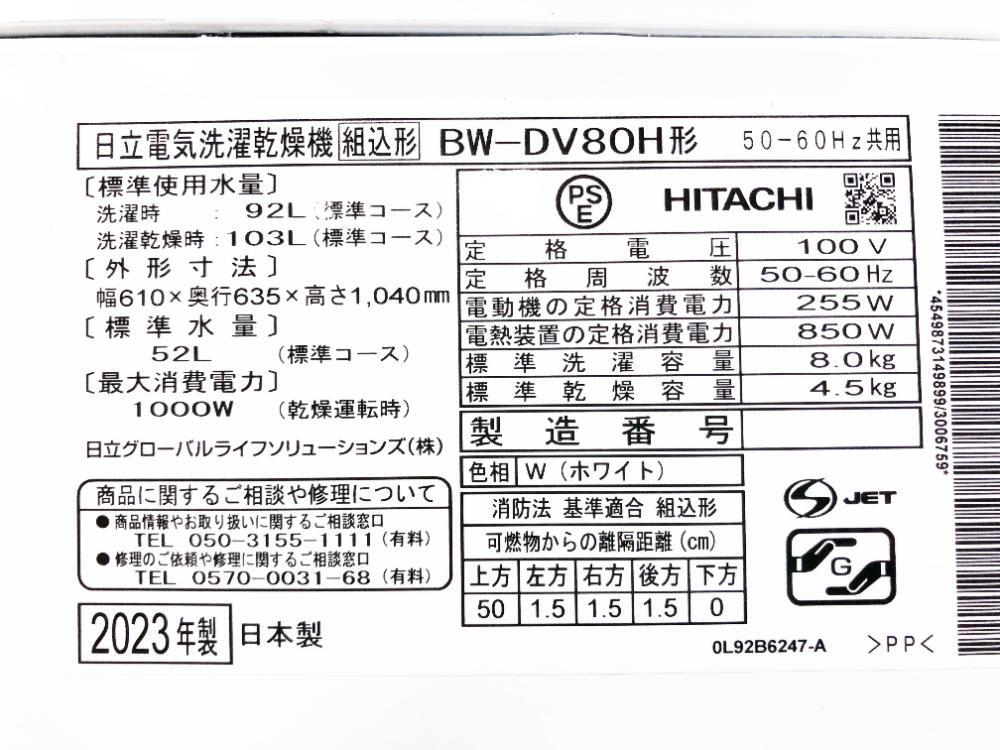 日立電気洗濯乾燥機 組込形 BW-DV80H形 50-60Hz共用
〔標準使用水量〕
洗濯時 : 92L (標準コース)
洗濯乾燥時 : 103L (標準コース)
〔外形寸法〕
幅610×奥行635×高さ1,040mm
〔標準水量〕
52L (標準コース)
〔最大消費電力〕
1000W (乾燥運転時)
日立グローバルライフソリューションズ(株)
商品に関するご相談や修理について
●商品情報やお取り扱いに関するご相談窓口
TEL 050-3155-1111 (有料)
●修理のご依頼や修理に関するご相談窓口
TEL 0570-0031-68 (有料)
2023年製 日本製
PSE HITACHI
定格電圧 100V
定格周波数 50-60Hz
電動機の定格消費電力 255W
電熱装置の定格消費電力 850W
標準洗濯容量 8.0kg
標準乾燥容量 4.5kg
製造番号
色相 W (ホワイト)
消防法 基準適合 組込形
可燃物からの離隔距離(cm)
上方 左方 右方 後方 下方
50 1.5 1.5 1.5 0
S JET
G
0L92B6247-A >PP<
*4549873149899/3006759*